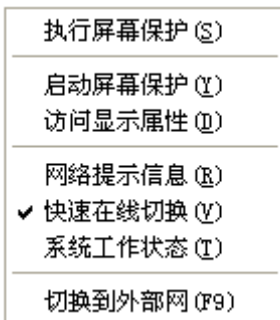 执行屏幕保护(S)
启动屏幕保护(Y)
访问显示属性(D)
网络提示信息(R)
快速在线切换(V)
系统工作状态(T)
切换到外部网(F9)